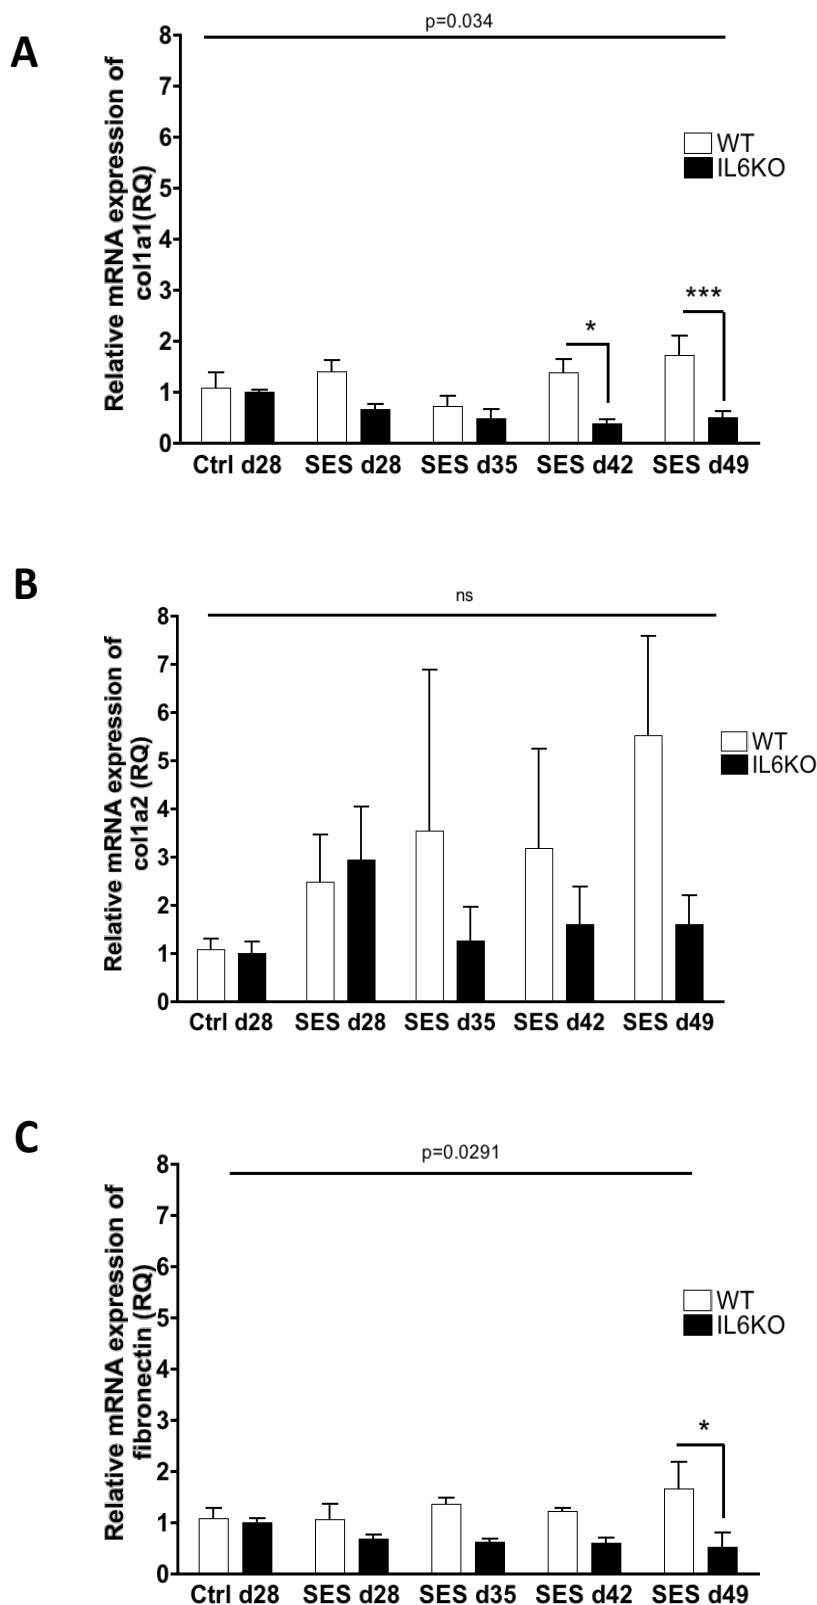 A
p=0.034
Relative mRNA expression of
col1a1(RQ)
8
7
6
5
4
3
2
1
0
WT
IL6KO
*
***
Ctrl d28 SES d28 SES d35 SES d42 SES d49
B
ns
Relative mRNA expression of
col1a2 (RQ)
8
7
6
5
4
3
2
1
0
WT
IL6KO
Ctrl d28 SES d28 SES d35 SES d42 SES d49
C
p=0.0291
Relative mRNA expression of
fibronectin (RQ)
8
7
6
5
4
3
2
1
0
WT
IL6KO
*
Ctrl d28 SES d28 SES d35 SES d42 SES d49